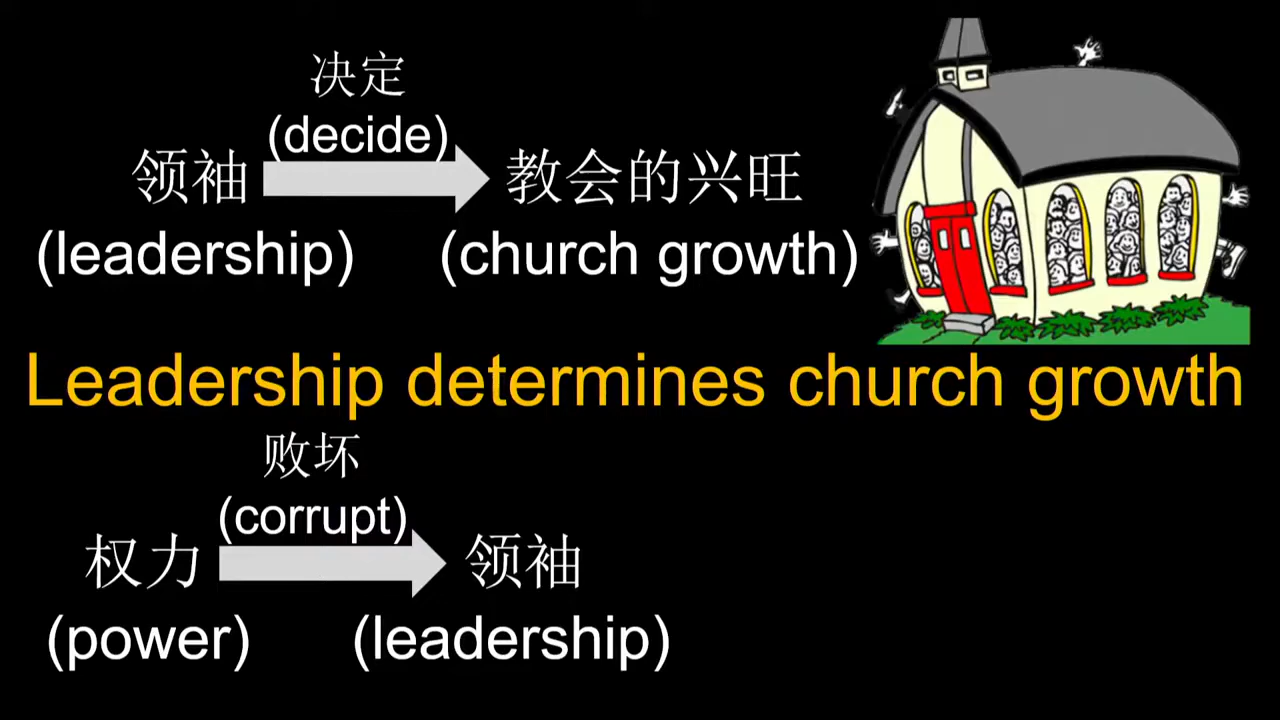 决定
(decide)
领袖 教会的兴旺
(leadership) (church growth)
Leadership determines church growth
败坏
(corrupt)
权力 领袖
(power) (leadership)